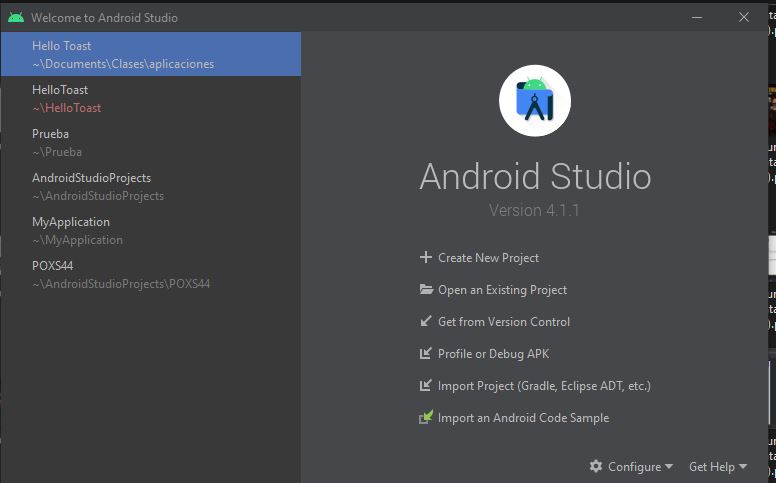 Welcome to Android Studio
Hello Toast
~\Documents\Clases\aplicaciones
HelloToast
~\HelloToast
Prueba
~\Prueba
AndroidStudioProjects
~\AndroidStudioProjects
MyApplication
~\MyApplication
POXS44
~\AndroidStudioProjects\POXS44
Android Studio
Version 4.1.1
Create New Project
Open an Existing Project
Get from Version Control
Profile or Debug APK
Import Project (Gradle, Eclipse ADT, etc.)
Import an Android Code Sample
Configure
Get Help